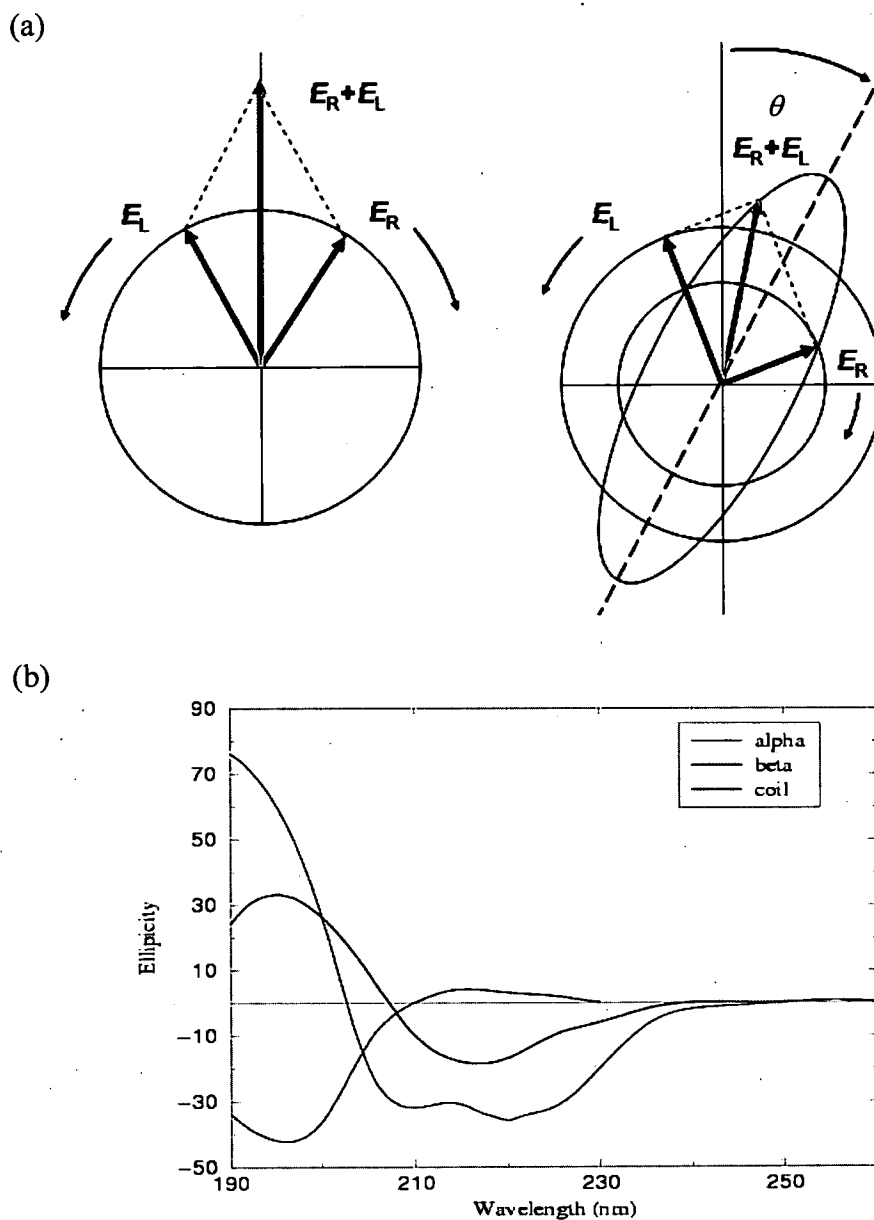 (a)
E_R+E_L
E_L
E_R
θ
E_R+E_L
E_L
E_R
(b)
90
70
50
30
10
−10
−30
−50
Ellipicity
alpha
beta
coil
190
210
230
250
Wavelength (nm)